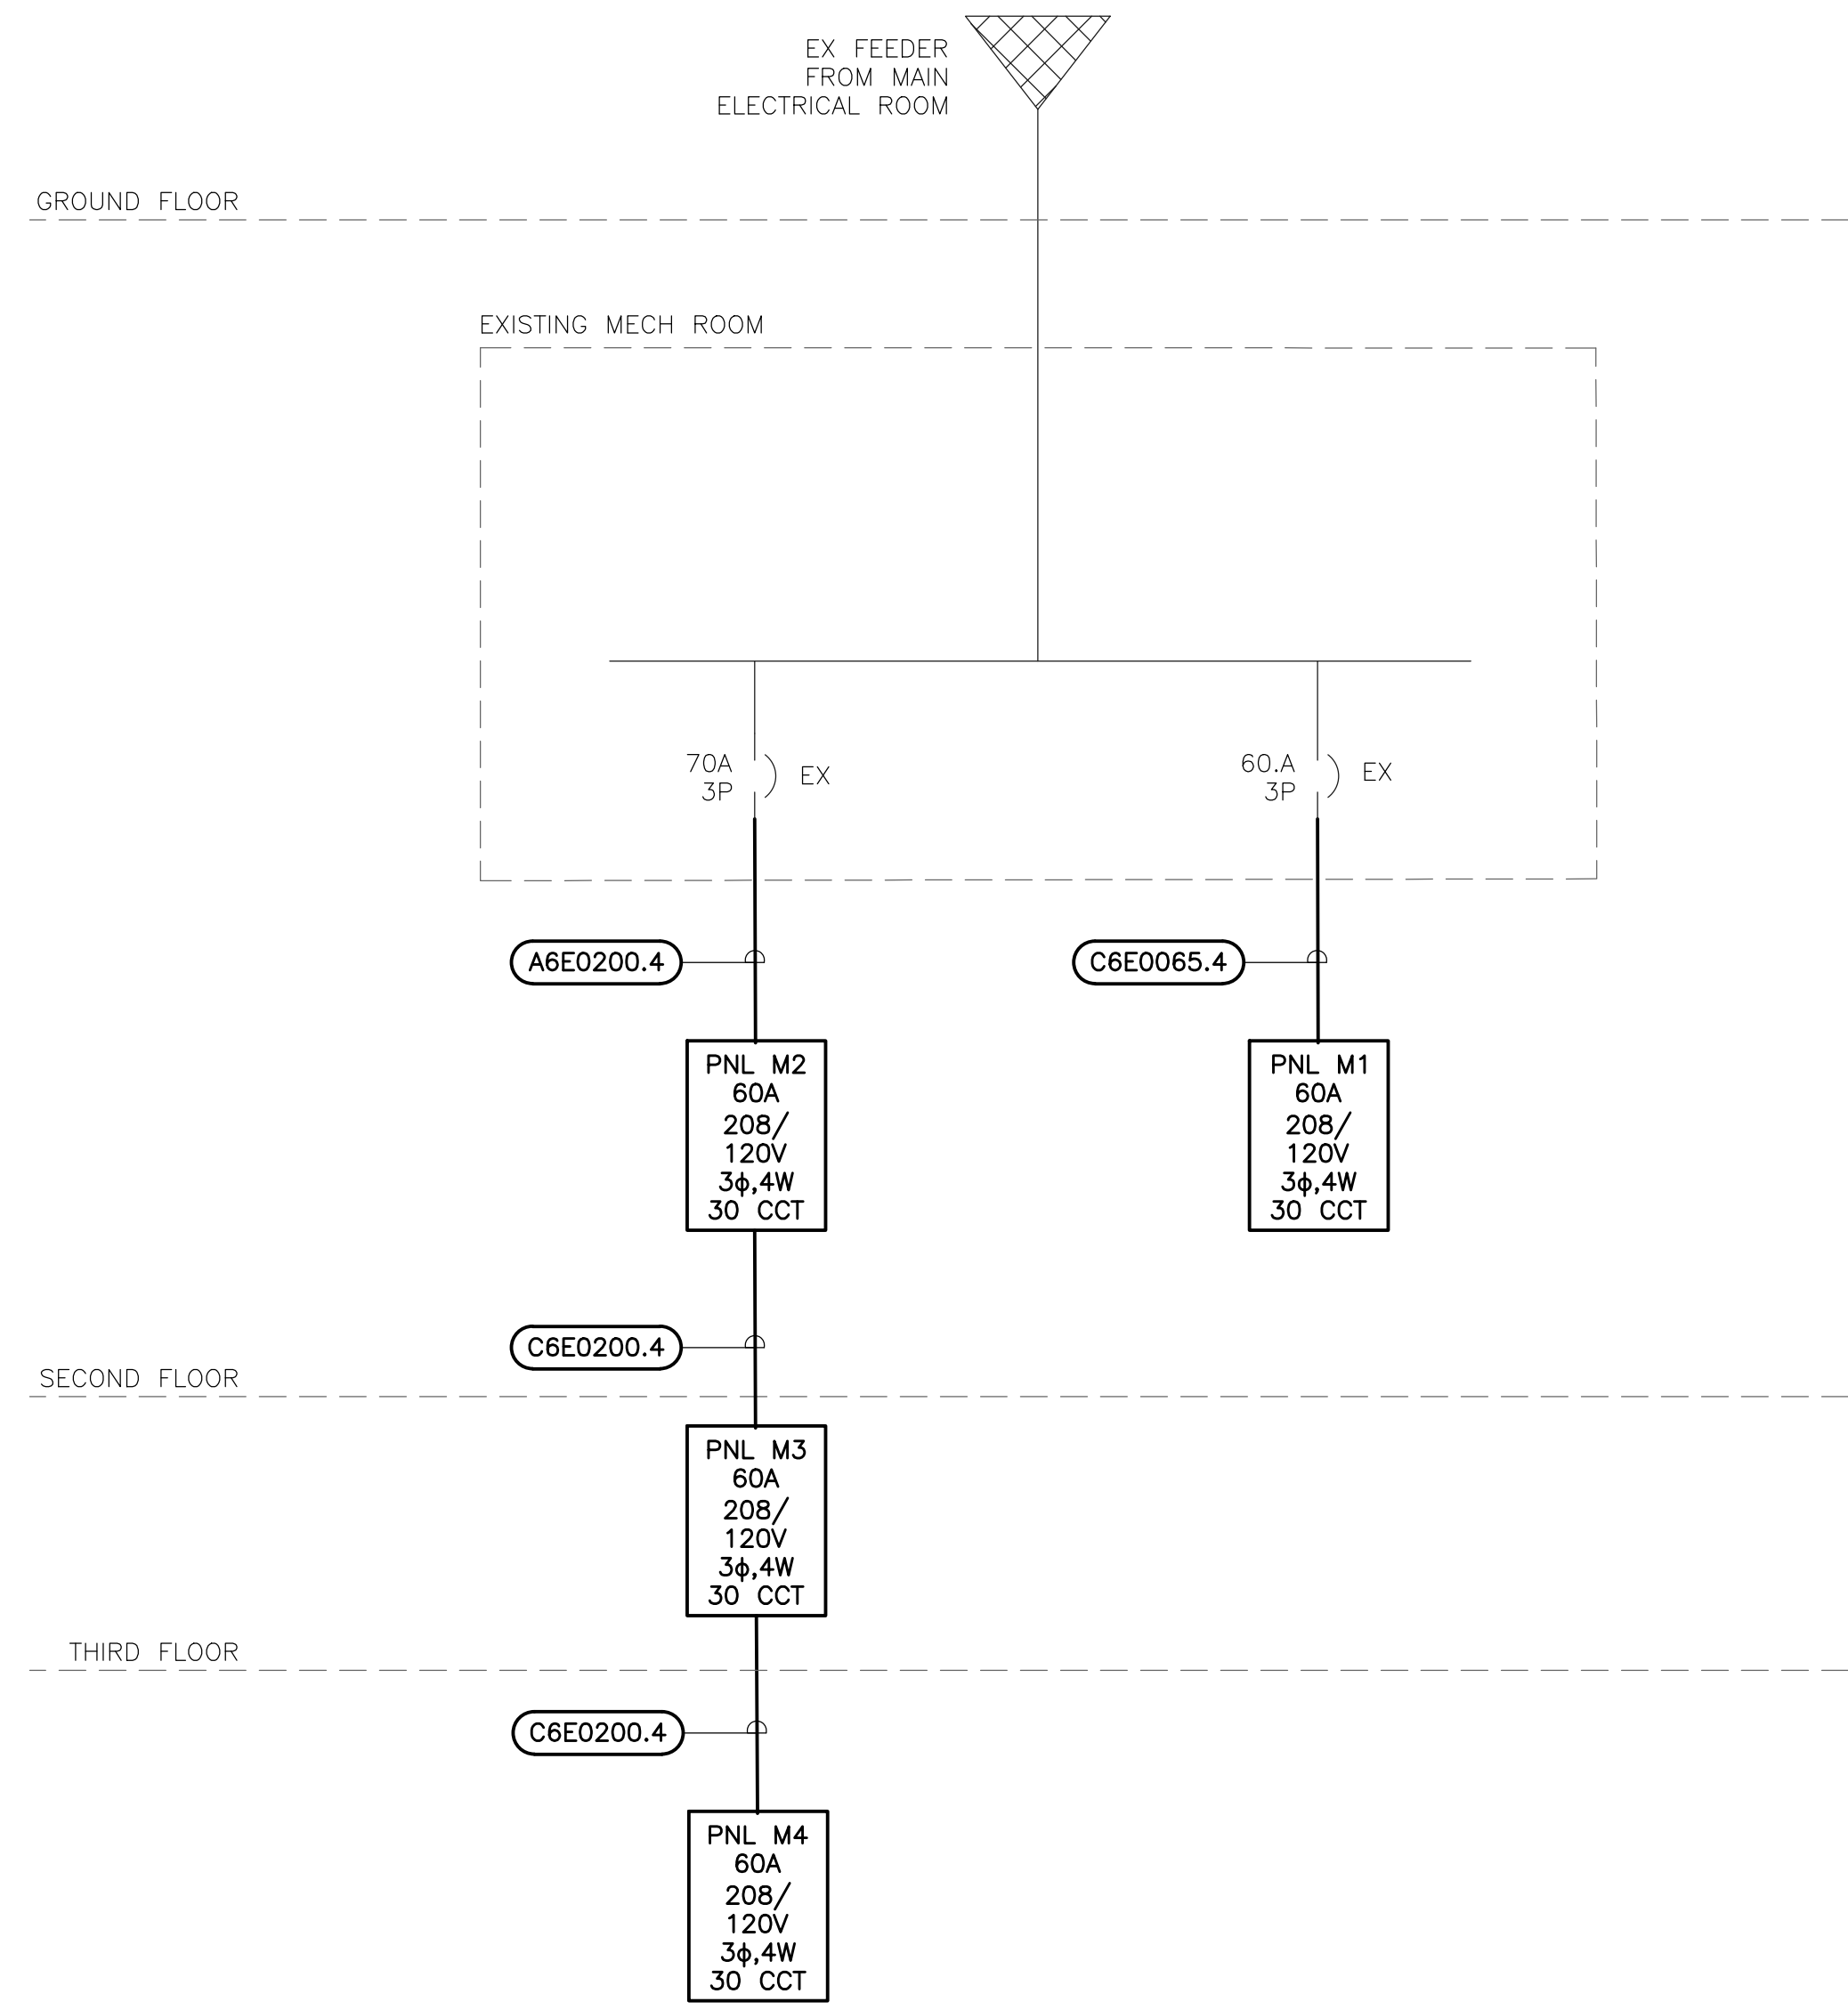 EX FEEDER
FROM MAIN
ELECTRICAL ROOM
GROUND FLOOR
EXISTING MECH ROOM
70A
3P
EX
60.A
3P
EX
A6E0200.4
C6E0065.4
PNL M2
60A
208/
120V
3ϕ,4W
30 CCT
PNL M1
60A
208/
120V
3ϕ,4W
30 CCT
C6E0200.4
SECOND FLOOR
PNL M3
60A
208/
120V
3ϕ,4W
30 CCT
THIRD FLOOR
C6E0200.4
PNL M4
60A
208/
120V
3ϕ,4W
30 CCT